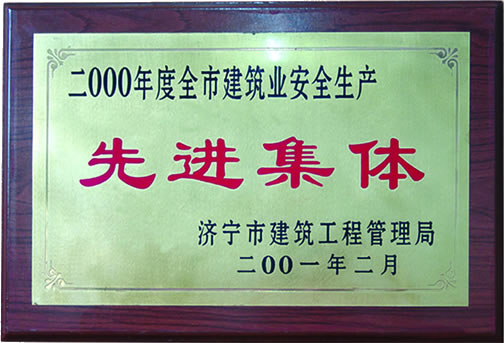 二000年度全市建筑业安全生产
先进集体
济宁市建筑工程管理局
二00一年二月